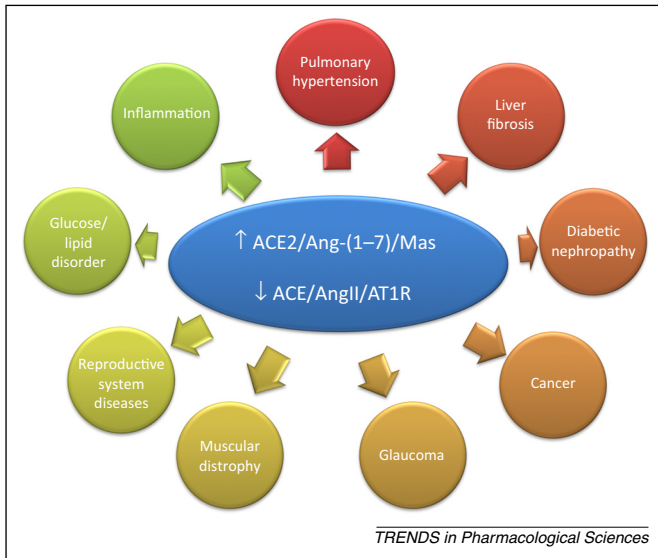 Pulmonary
hypertension
Liver
fibrosis
Diabetic
nephropathy
Cancer
Glaucoma
Muscular
distrophy
Reproductive
system
diseases
Glucose/
lipid
disorder
Inflammation
↑ ACE2/Ang-(1–7)/Mas
↓ ACE/AngII/AT1R
TRENDS in Pharmacological Sciences